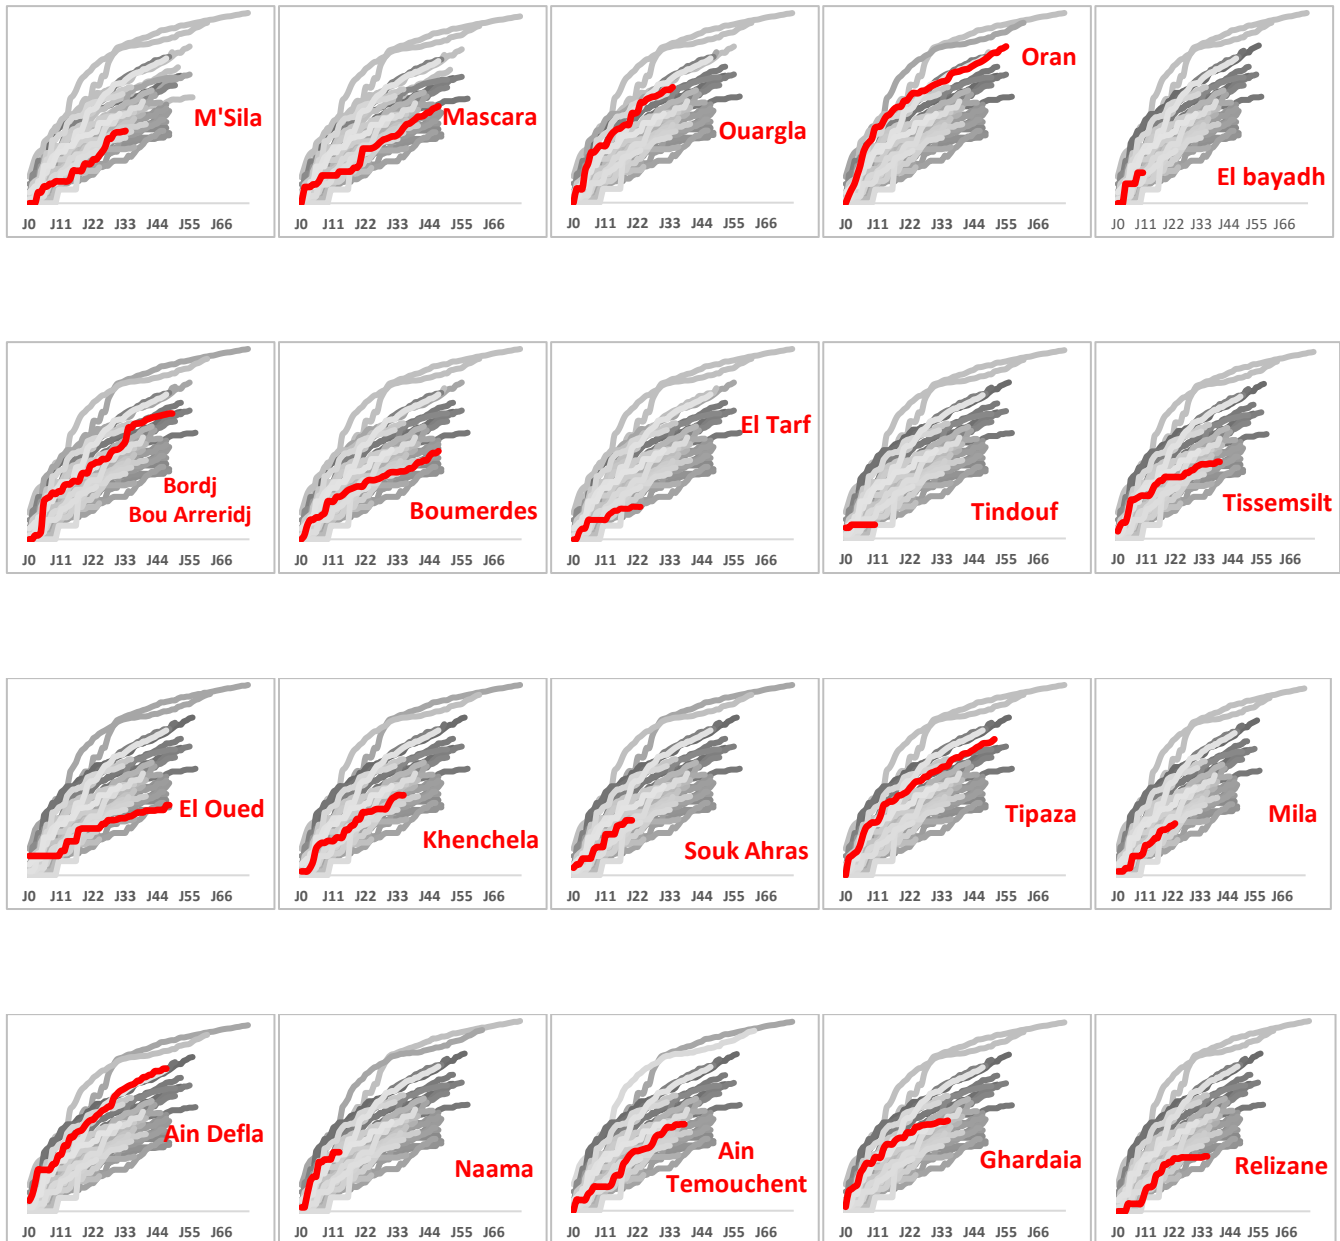 M'Sila
J0 J11 J22 J33 J44 J55 J66
Mascara
J0 J11 J22 J33 J44 J55 J66
Ouargla
J0 J11 J22 J33 J44 J55 J66
Oran
J0 J11 J22 J33 J44 J55 J66
El bayadh
J0 J11 J22 J33 J44 J55 J66
Bordj
Bou Arreridj
J0 J11 J22 J33 J44 J55 J66
Boumerdes
J0 J11 J22 J33 J44 J55 J66
El Tarf
J0 J11 J22 J33 J44 J55 J66
Tindouf
J0 J11 J22 J33 J44 J55 J66
Tissemsilt
J0 J11 J22 J33 J44 J55 J66
El Oued
J0 J11 J22 J33 J44 J55 J66
Khenchela
J0 J11 J22 J33 J44 J55 J66
Souk Ahras
J0 J11 J22 J33 J44 J55 J66
Tipaza
J0 J11 J22 J33 J44 J55 J66
Mila
J0 J11 J22 J33 J44 J55 J66
Ain Defla
J0 J11 J22 J33 J44 J55 J66
Naama
J0 J11 J22 J33 J44 J55 J66
Ain
Temouchent
J0 J11 J22 J33 J44 J55 J66
Ghardaia
J0 J11 J22 J33 J44 J55 J66
Relizane
J0 J11 J22 J33 J44 J55 J66